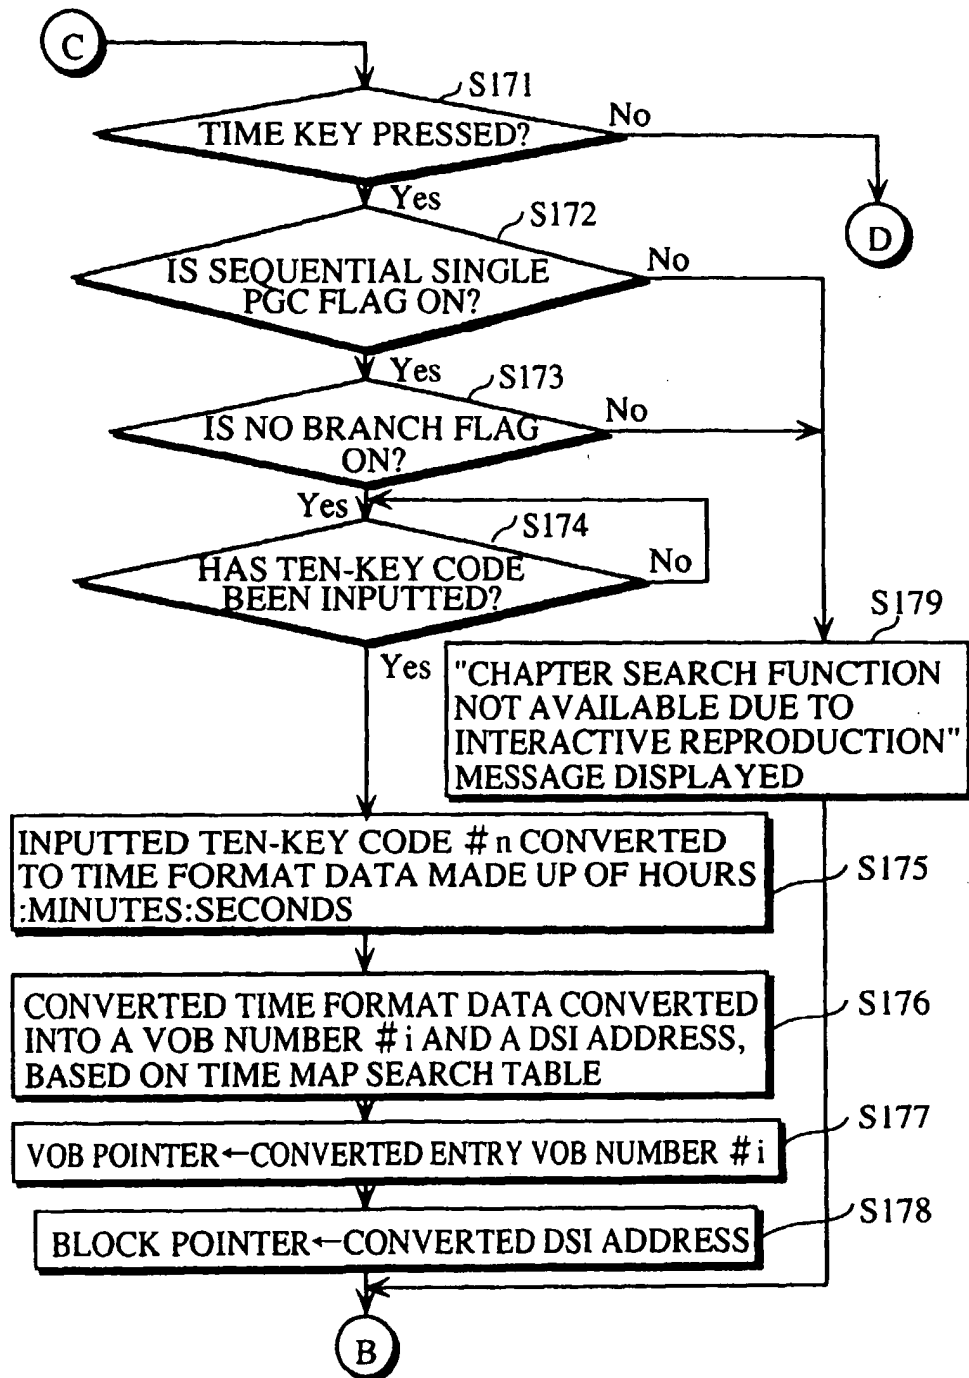 C
S171
TIME KEY PRESSED?
No
Yes
D
S172
IS SEQUENTIAL SINGLE
PGC FLAG ON?
No
Yes
S173
IS NO BRANCH FLAG
ON?
No
Yes
S174
HAS TEN-KEY CODE
BEEN INPUTTED?
No
Yes
S179
"CHAPTER SEARCH FUNCTION
NOT AVAILABLE DUE TO
INTERACTIVE REPRODUCTION"
MESSAGE DISPLAYED
INPUTTED TEN-KEY CODE #n CONVERTED
TO TIME FORMAT DATA MADE UP OF HOURS
:MINUTES:SECONDS
S175
CONVERTED TIME FORMAT DATA CONVERTED
INTO A VOB NUMBER #i AND A DSI ADDRESS,
BASED ON TIME MAP SEARCH TABLE
S176
VOB POINTER←CONVERTED ENTRY VOB NUMBER #i
S177
BLOCK POINTER←CONVERTED DSI ADDRESS
S178
B